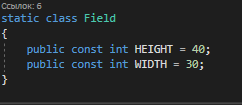 Ссылок: 6
static class Field
{
public const int HEIGHT = 40;
public const int WIDTH = 30;
}